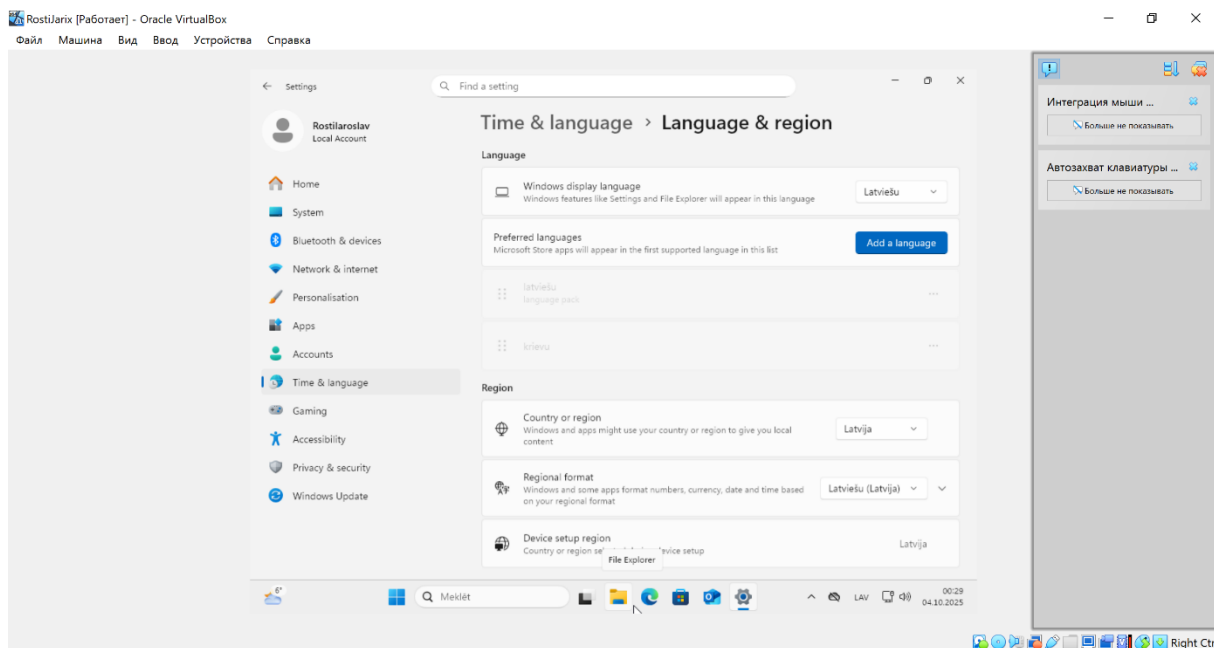 RostiJarix [Работает] - Oracle VirtualBox
Файл Машина Вид Ввод Устройства Справка
Settings
Find a setting
Rostilaroslav
Local Account
Home
System
Bluetooth & devices
Network & internet
Personalisation
Apps
Accounts
Time & language
Gaming
Accessibility
Privacy & security
Windows Update
Time & language > Language & region
Language
Windows display language
Windows features like Settings and File Explorer will appear in this language
Latviešu
Preferred languages
Microsoft Store apps will appear in the first supported language in this list
Add a language
latviešu
language pack
krievu
Region
Country or region
Windows and apps might use your country or region to give you local
content
Latvija
Regional format
Windows and some apps format numbers, currency, date and time based
on your regional format
Latviešu (Latvija)
Device setup region
Country or region se
evice setup
Latvija
File Explorer
6°
Meklēt
LAV
00:29
04.10.2025
Интеграция мыши ...
Больше не показывать
Автозахват клавиатуры ...
Больше не показывать
Right Ctr